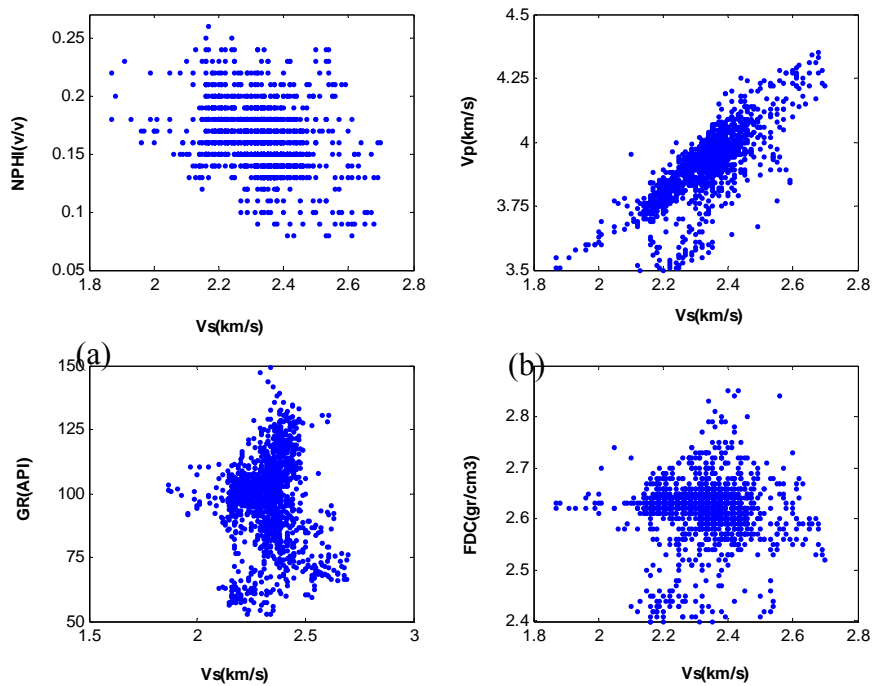 0.25
0.2
0.15
0.1
0.05
NPHI(v/v)
1.8 2 2.2 2.4 2.6 2.8
Vs(km/s)
4.5
4.25
4
3.75
3.5
Vp(km/s)
1.8 2 2.2 2.4 2.6 2.8
Vs(km/s)
(a)
(b)
150
125
100
75
50
GR(API)
1.5 2 2.5 3
Vs(km/s)
2.8
2.7
2.6
2.5
2.4
FDC(gr/cm3)
1.8 2 2.2 2.4 2.6 2.8
Vs(km/s)